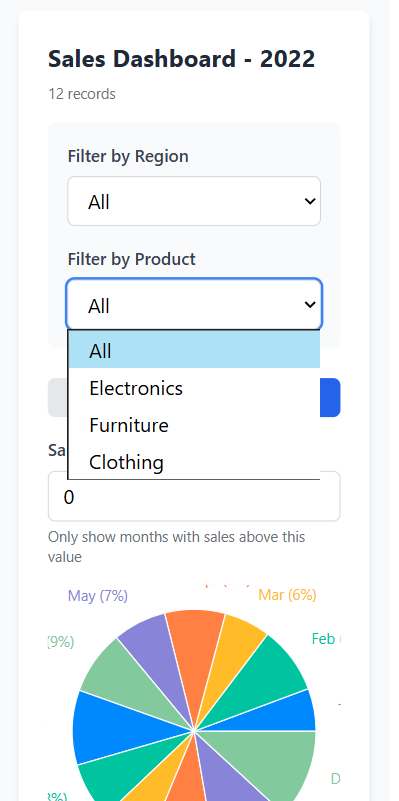 Sales Dashboard - 2022
12 records
Filter by Region
All
Filter by Product
All
All
Electronics
Furniture
Clothing
0
Only show months with sales above this
value
May (7%)
Mar (6%)
(9%)
Feb